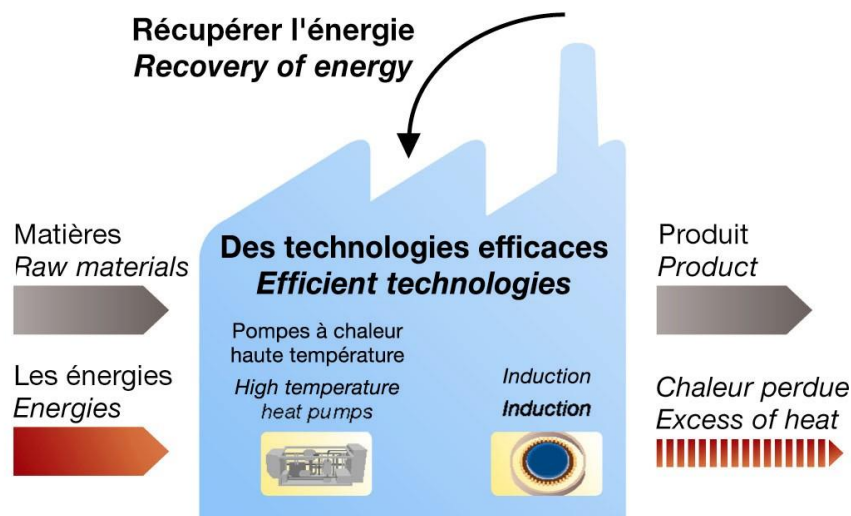 Récupérer l'énergie
Recovery of energy
Matières
Raw materials
Les énergies
Energies
Des technologies efficaces
Efficient technologies
Pompes à chaleur
haute température
High temperature
heat pumps
Induction
Induction
Produit
Product
Chaleur perdue
Excess of heat